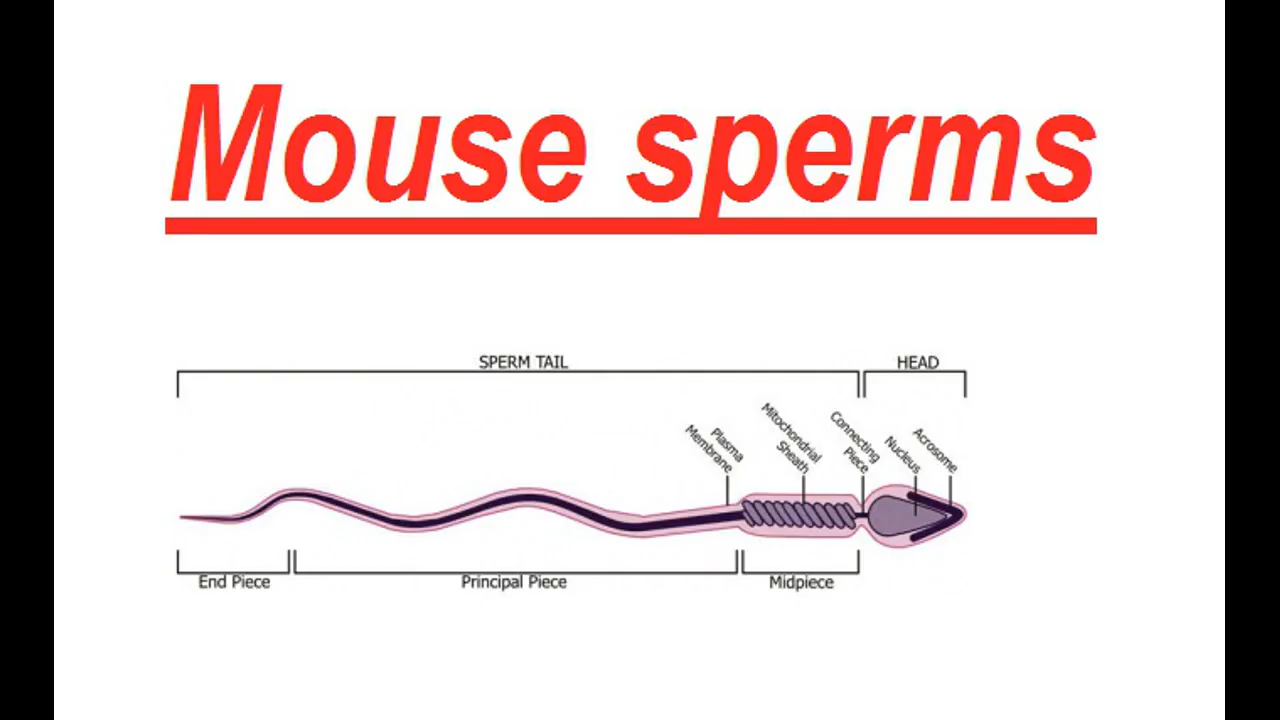 Mouse sperms
SPERM TAIL
HEAD
Plasma
Membrane
Mitochondrial
Sheath
Connecting
Piece
Nucleus
Acrosome
End Piece
Principal Piece
Midpiece